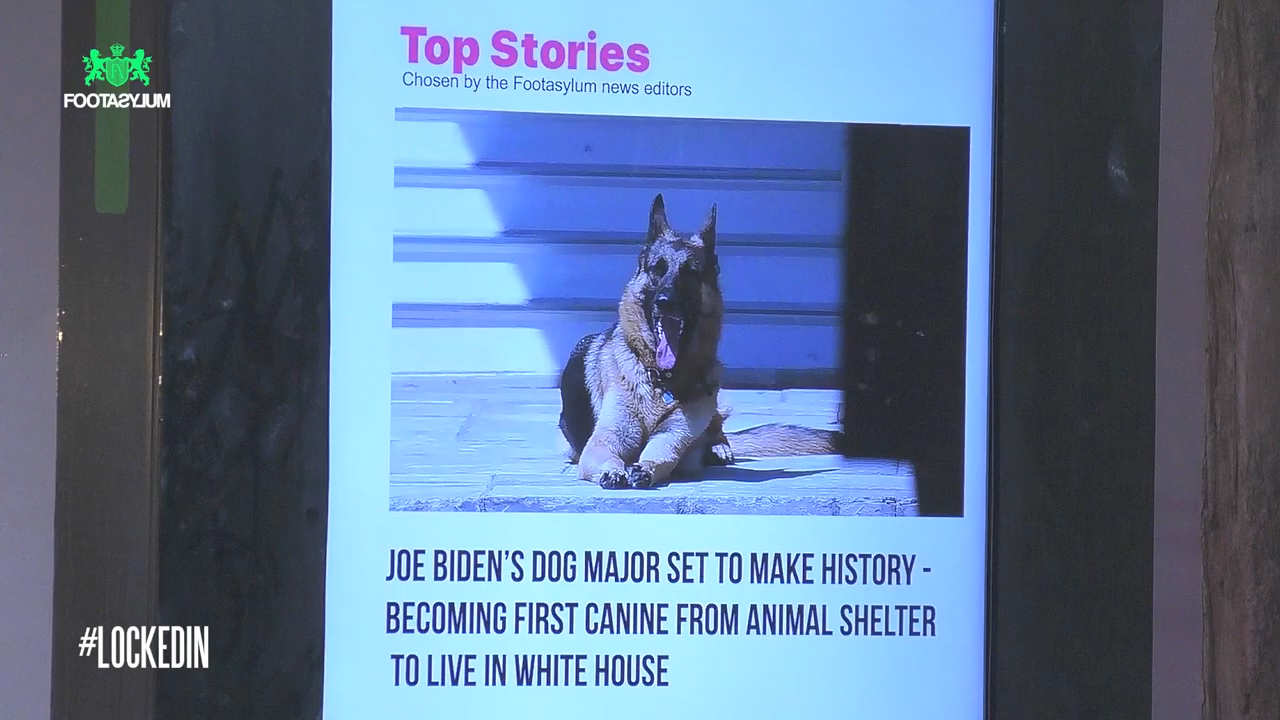 FOOTASYLUM
Top Stories
Chosen by the Footasylum news editors
JOE BIDEN'S DOG MAJOR SET TO MAKE HISTORY -
BECOMING FIRST CANINE FROM ANIMAL SHELTER
TO LIVE IN WHITE HOUSE
#LOCKEDIN